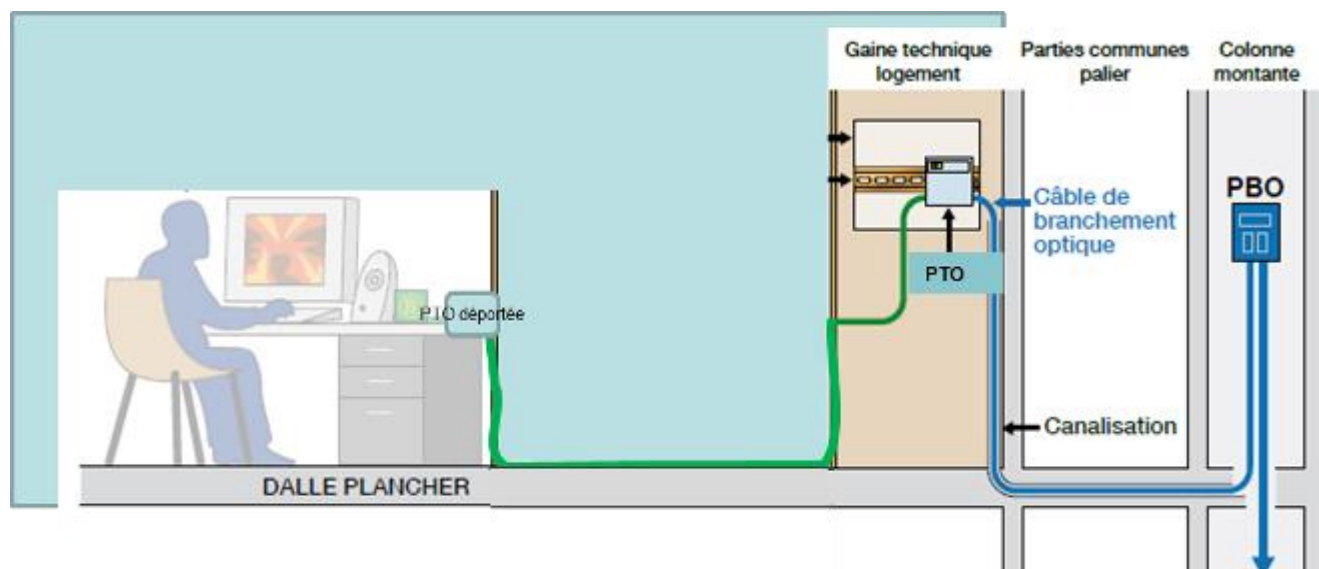 Gaine technique
logement
Parties communes
palier
Colonne
montante
PBO
Câble de
branchement
optique
PTO
PTO déportée
Canalisation
DALLE PLANCHER